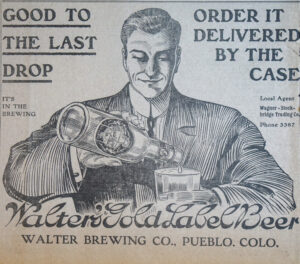 GOOD TO
THE LAST
DROP
IT'S
IN THE
BREWING
ORDER IT
DELIVERED
BY THE
CASE
Local Agent
Wagner-Stock-
bridge Trading Co.
Phone 3387
Walter's Gold Label Beer
WALTER BREWING CO., PUEBLO, COLO.